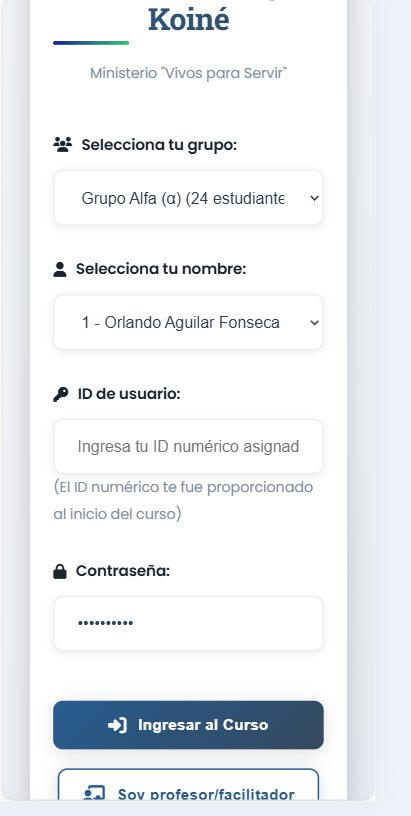 Koiné
Ministerio "Vivos para Servir"
Selecciona tu grupo:
Grupo Alfa (α) (24 estudiante
Selecciona tu nombre:
1 - Orlando Aguilar Fonseca
ID de usuario:
Ingresa tu ID numérico asignad
(El ID numérico te fue proporcionado
al inicio del curso)
Contraseña:
••••••••••
Ingresar al Curso
Soy profesor/facilitador